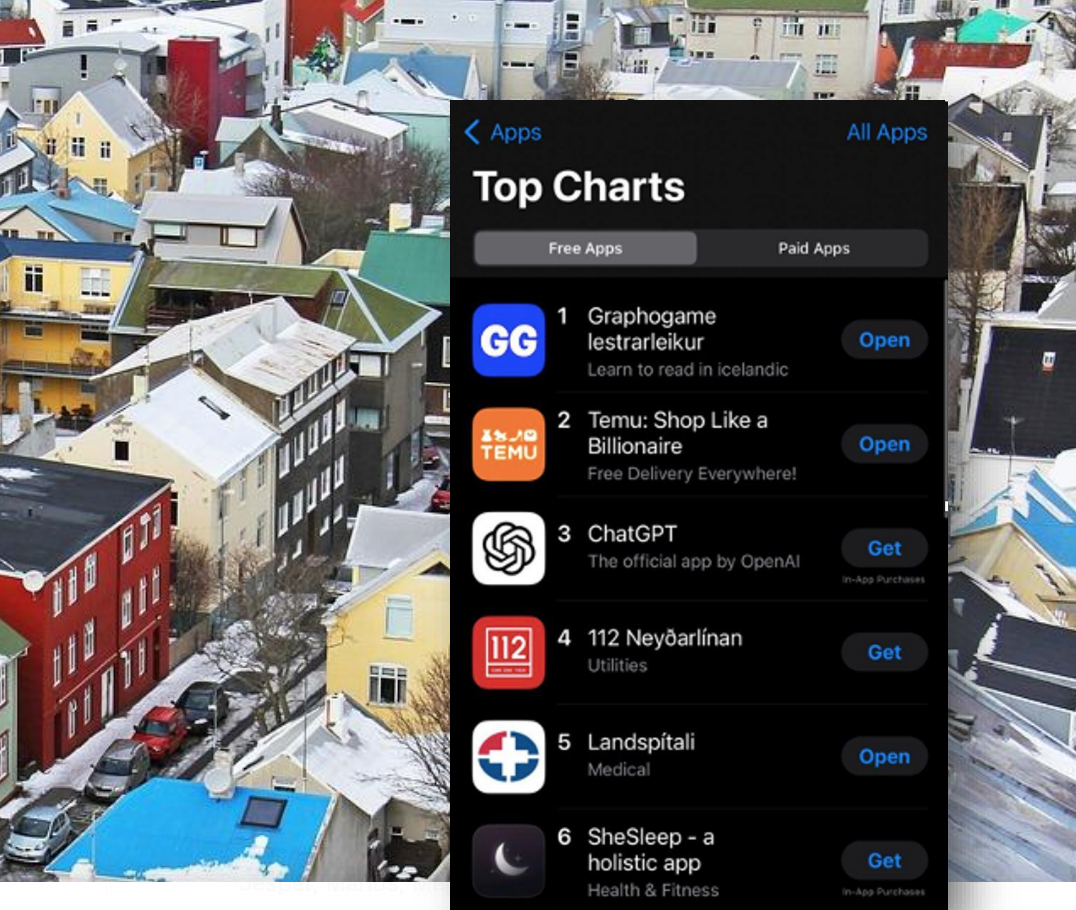 Apps
All Apps
Top Charts
Free Apps
Paid Apps
GG
1
Graphogame
lestrarleikur
Learn to read in icelandic
Open
TEMU
2
Temu: Shop Like a
Billionaire
Free Delivery Everywhere!
Open
3
ChatGPT
The official app by OpenAI
Get
In-App Purchases
112
4
112 Neyðarlínan
Utilities
Get
5
Landspítali
Medical
Open
6
SheSleep - a
holistic app
Health & Fitness
Get
In-App Purchases